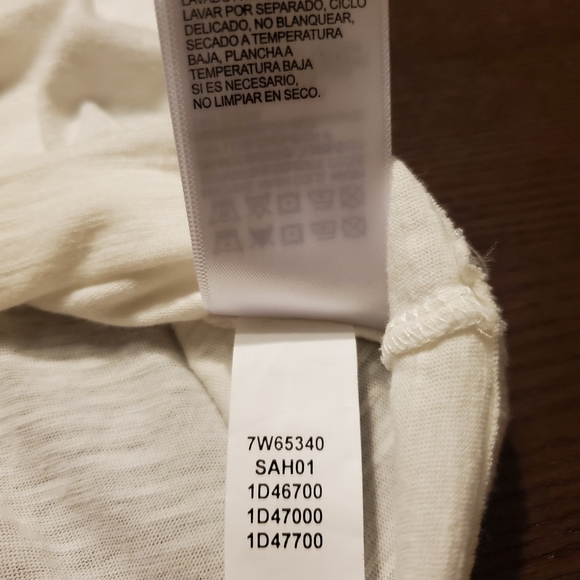 LAVAR POR SEPARADO, CICLO
DELICADO, NO BLANQUEAR,
SECADO A TEMPERATURA
BAJA, PLANCHA A
TEMPERATURA BAJA
SI ES NECESARIO,
NO LIMPIAR EN SECO.
7W65340
SAH01
1D46700
1D47000
1D47700